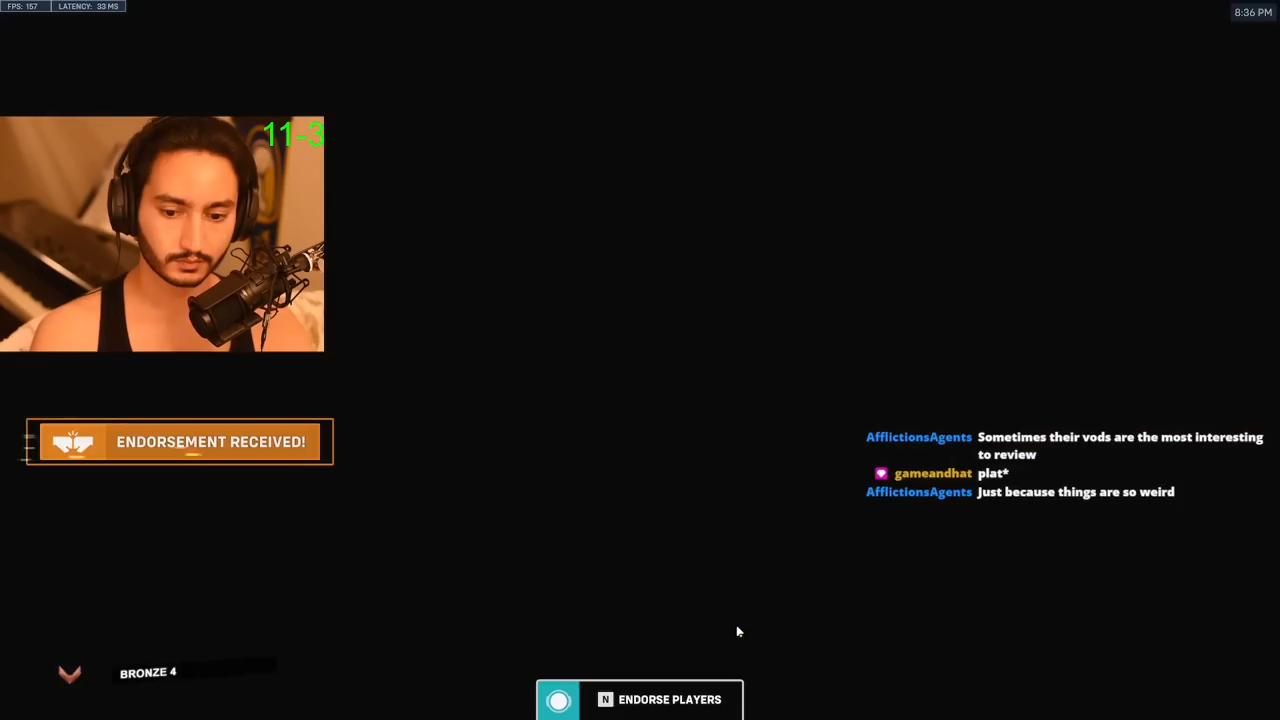 FPS: 157 LATENCY: 33 MS
8:36 PM
11-3
ENDORSEMENT RECEIVED!
AfflictionsAgents Sometimes their vods are the most interesting
to review
gameandhat plat*
AfflictionsAgents Just because things are so weird
BRONZE 4
N ENDORSE PLAYERS